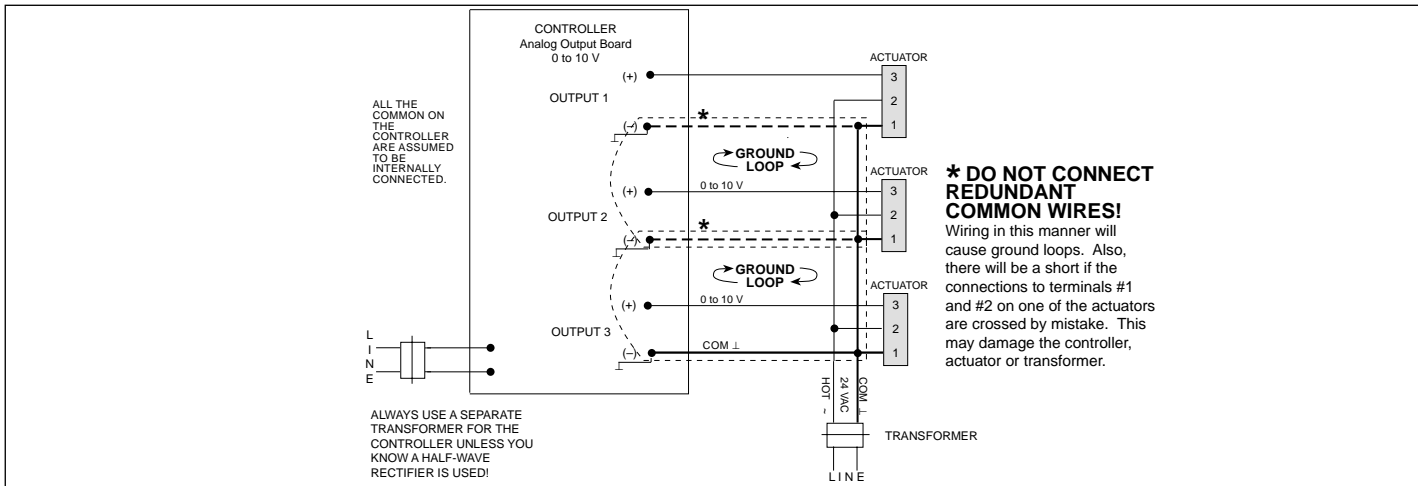 CONTROLLER
Analog Output Board
0 to 10 V
ACTUATOR
(+)
3
OUTPUT 1
2
ALL THE
COMMON ON
THE
CONTROLLER
ARE ASSUMED
TO BE
INTERNALLY
CONNECTED.
*
(–)
⊥
1
GROUND
LOOP
ACTUATOR
(+)
0 to 10 V
3
OUTPUT 2
2
*
(–)
⊥
1
GROUND
LOOP
ACTUATOR
(+)
0 to 10 V
3
OUTPUT 3
2
(–)
⊥
COM ⊥
1
* DO NOT CONNECT
REDUNDANT
COMMON WIRES!
Wiring in this manner will
cause ground loops. Also,
there will be a short if the
connections to terminals #1
and #2 on one of the actuators
are crossed by mistake. This
may damage the controller,
actuator or transformer.
L
I
N
E
HOT ~
24 VAC
COM ⊥
ALWAYS USE A SEPARATE
TRANSFORMER FOR THE
CONTROLLER UNLESS YOU
KNOW A HALF-WAVE
RECTIFIER IS USED!
TRANSFORMER
LINE